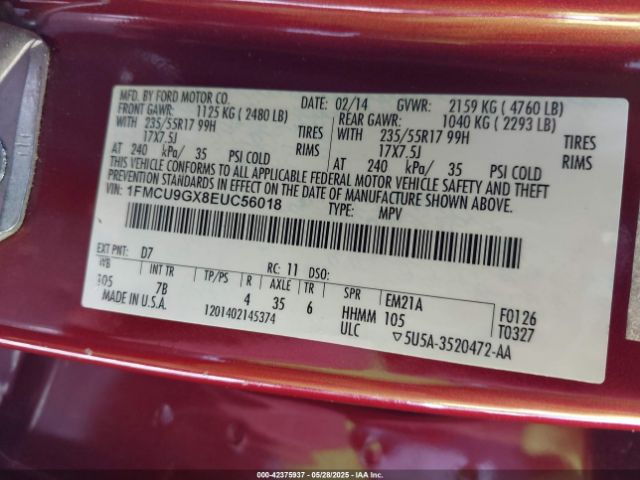 MFD. BY FORD MOTOR CO.
DATE: 02/14 GVWR: 2159 KG ( 4760 LB)
FRONT GAWR: 1125 KG ( 2480 LB) REAR GAWR: 1040 KG ( 2293 LB)
WITH 235/55R17 99H TIRES WITH 235/55R17 99H TIRES
17X7.5J RIMS 17X7.5J RIMS
AT 240 kPa/ 35 PSI COLD AT 240 kPa/ 35 PSI COLD
THIS VEHICLE CONFORMS TO ALL APPLICABLE FEDERAL MOTOR VEHICLE SAFETY AND THEFT
PREVENTION STANDARDS IN EFFECT ON THE DATE OF MANUFACTURE SHOWN ABOVE.
VIN: 1FMCU9GX8EUC56018
TYPE: MPV
EXT PNT: D7 RC: 11 DSO:
WB INT TR TP/PS R AXLE TR SPR EM21A F0126
105 7B 4 35 6 HHMM 105 T0327
MADE IN U.S.A. 1201402145374 ULC ▽5U5A-3520472-AA
000-42375937 - 05/28/2025 - IAAI.COM